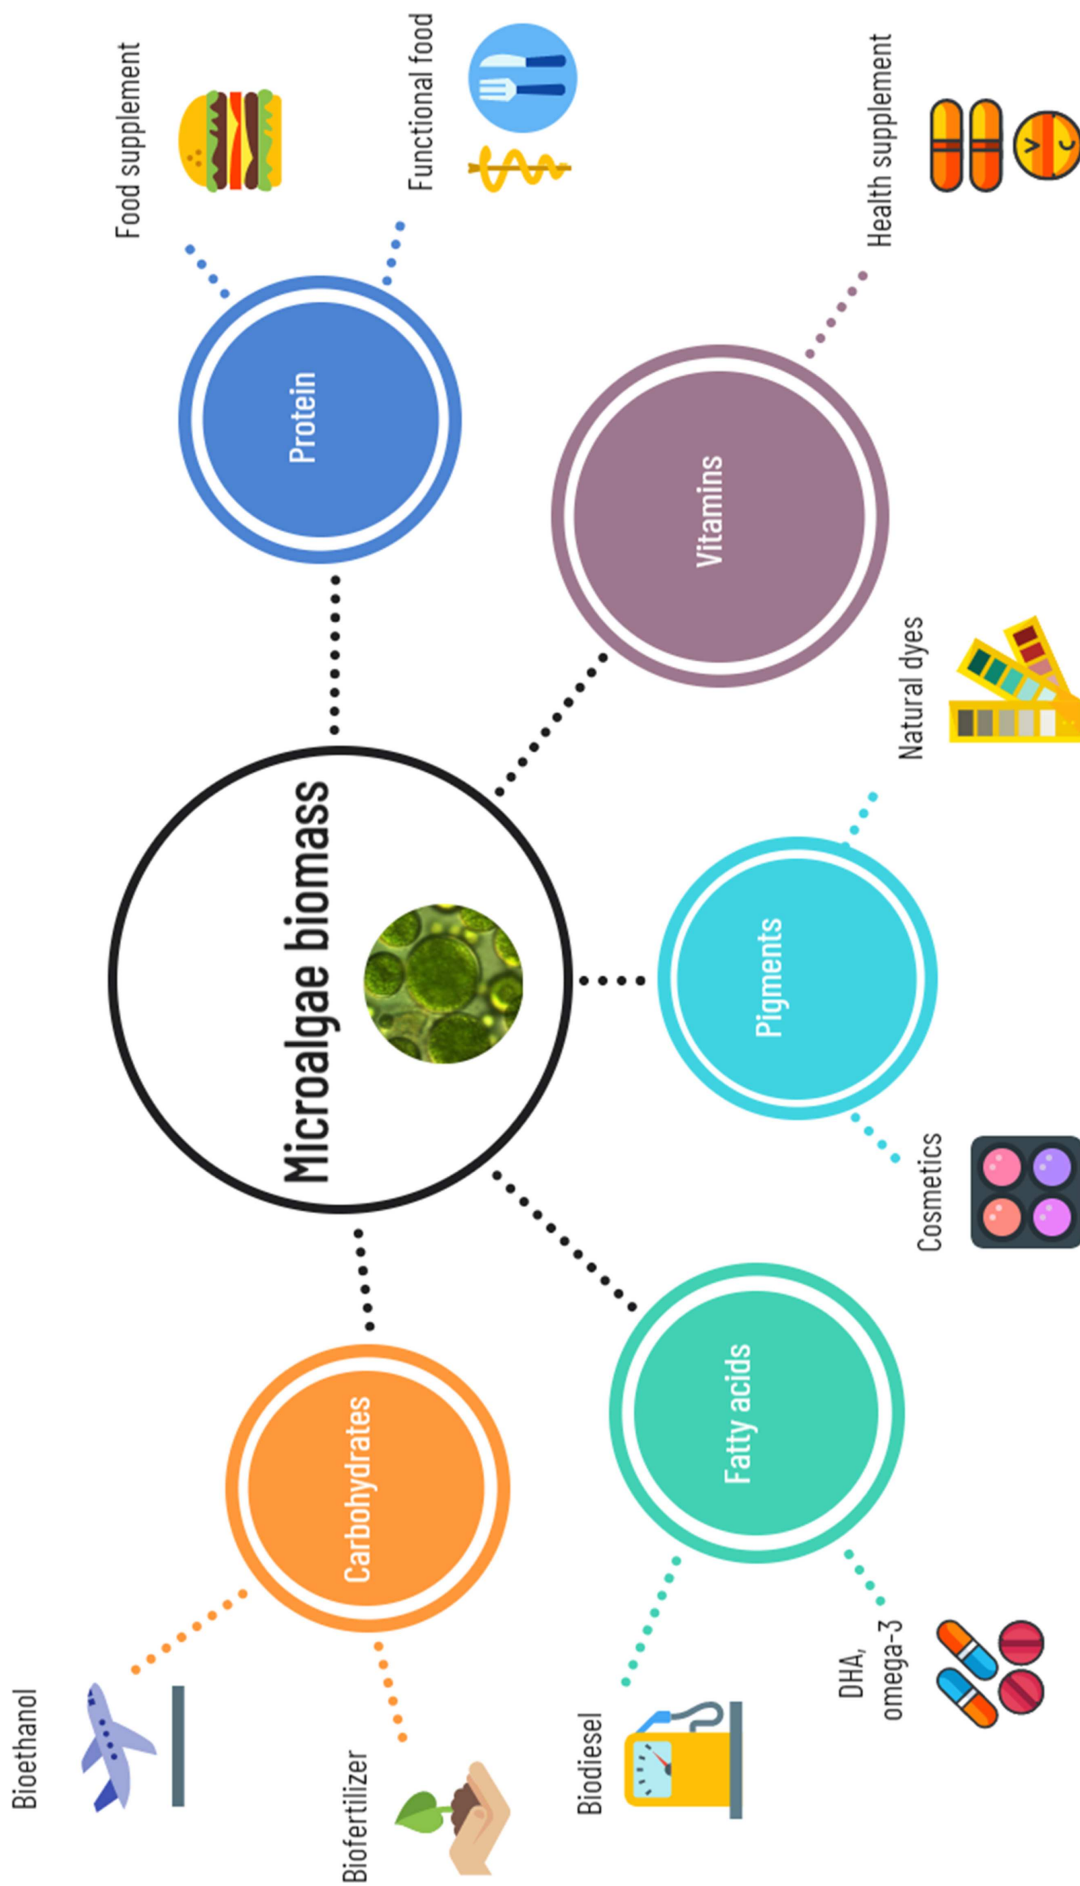 Microalgae biomass
Carbohydrates
Bioethanol
Biofertilizer
Fatty acids
Biodiesel
DHA,
omega-3
Pigments
Cosmetics
Natural dyes
Vitamins
Health supplement
V
C
Protein
Food supplement
Functional food